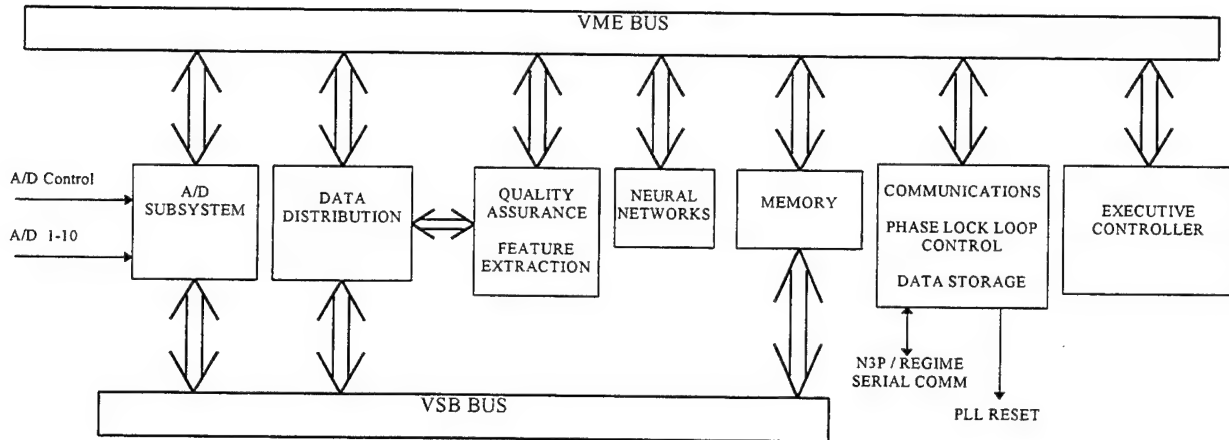 VME BUS
A/D Control
A/D 1-10
A/D
SUBSYSTEM
DATA
DISTRIBUTION
QUALITY
ASSURANCE
FEATURE
EXTRACTION
NEURAL
NETWORKS
MEMORY
COMMUNICATIONS
PHASE LOCK LOOP
CONTROL
DATA STORAGE
EXECUTIVE
CONTROLLER
N3P / REGIME
SERIAL COMM
PLL RESET
VSB BUS